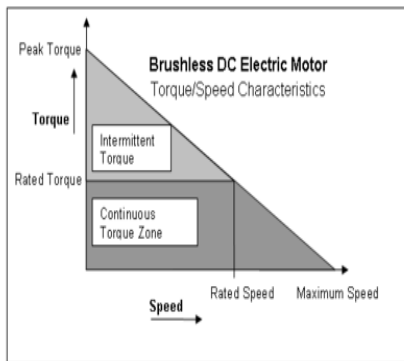 Peak Torque
Brushless DC Electric Motor
Torque/Speed Characteristics
Torque
Intermittent
Torque
Rated Torque
Continuous
Torque Zone
Rated Speed
Maximum Speed
Speed